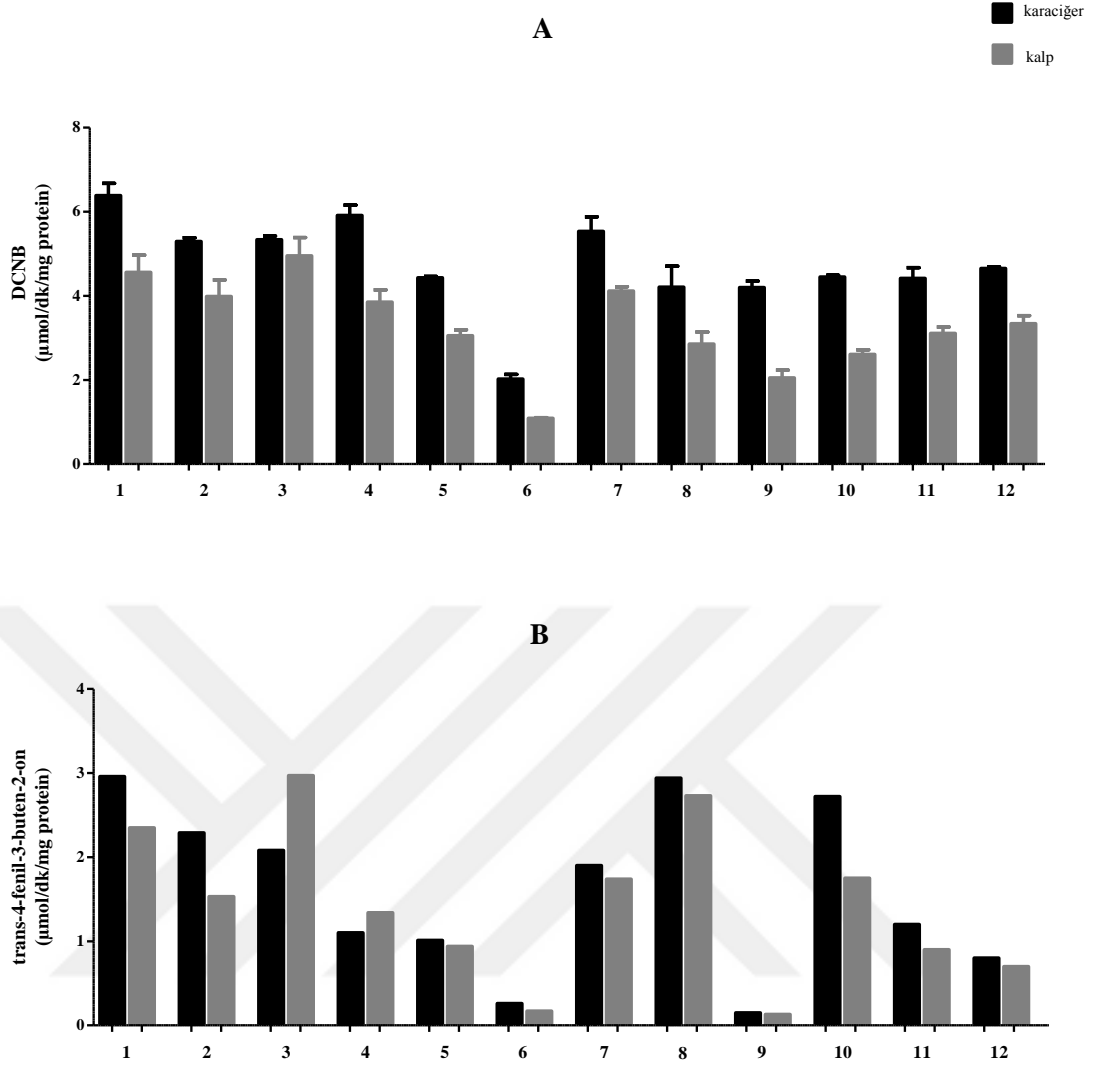 karaciğer
A
kalp
8
6
4
2
0
DCNB
(µmol/dk/mg protein)
1 2 3 4 5 6 7 8 9 10 11 12
B
4
3
2
1
0
trans-4-fenil-3-buten-2-on
(µmol/dk/mg protein)
1 2 3 4 5 6 7 8 9 10 11 12